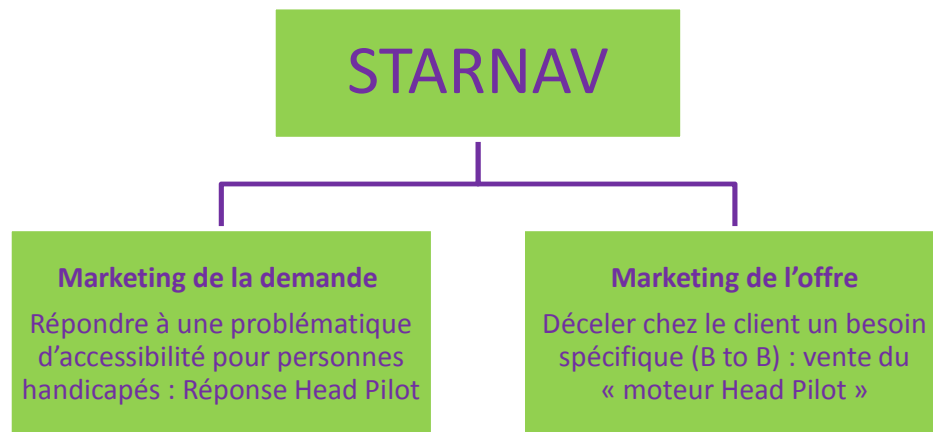 STARNAV
Marketing de la demande
Répondre à une problématique
d’accessibilité pour personnes
handicapés : Réponse Head Pilot
Marketing de l’offre
Déceler chez le client un besoin
spécifique (B to B) : vente du
« moteur Head Pilot »